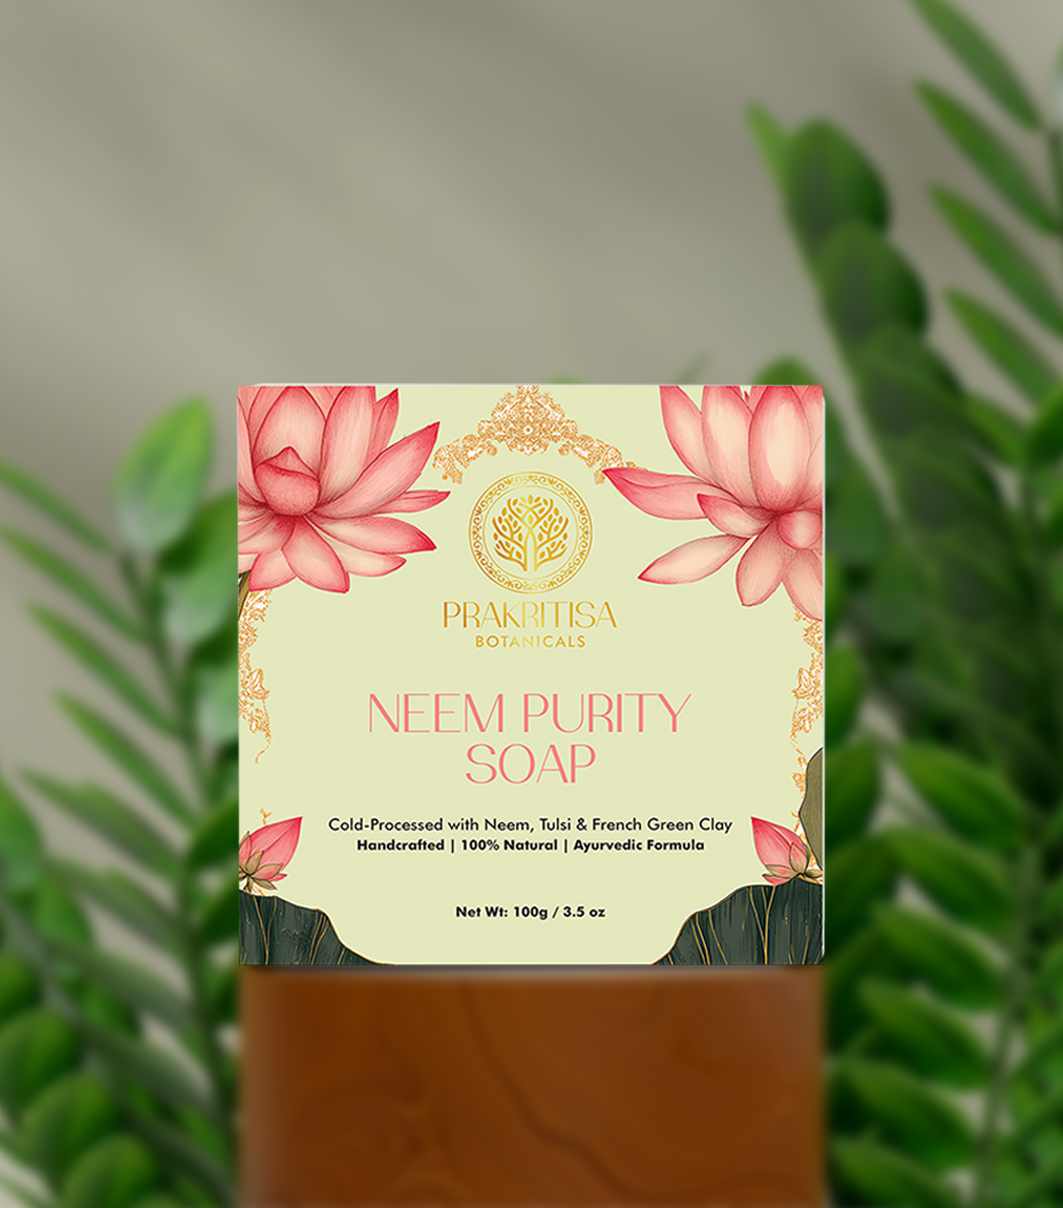 PRAKRITISA
BOTANICALS
NEEM PURITY
SOAP
Cold-Processed with Neem, Tulsi & French Green Clay
Handcrafted | 100% Natural | Ayurvedic Formula
Net Wt: 100g / 3.5 oz